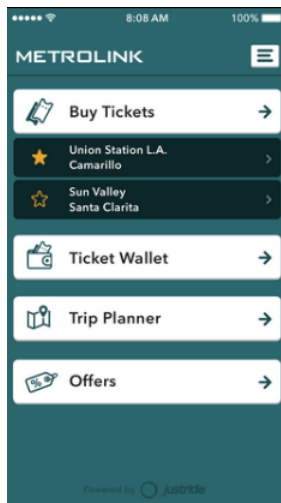 8:08 AM
100%
METROLINK
Buy Tickets
Union Station L.A.
Camarillo
Sun Valley
Santa Clarita
Ticket Wallet
Trip Planner
% Offers
Powered by justride